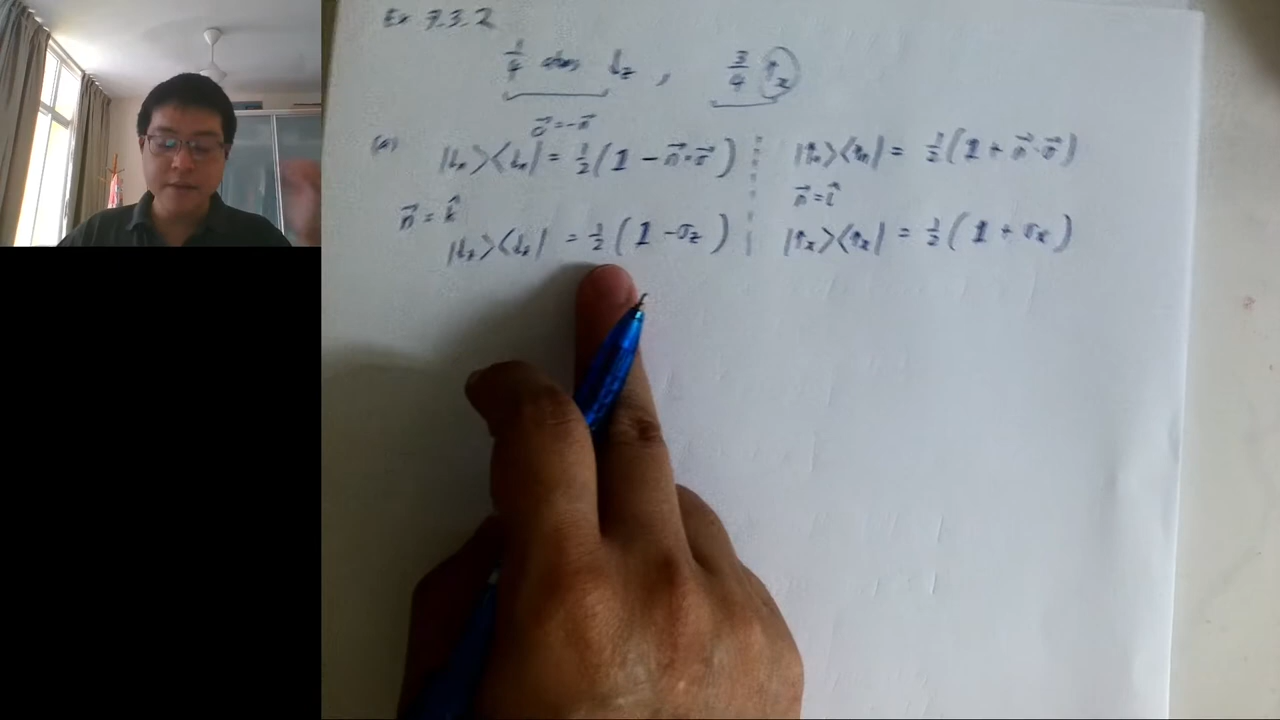 Ex 7.3.2
1/4 atoms ↓z , 3/4 ↑x
a⃗ = -n⃗
(a) |↓n><↓n| = 1/2 (1 - n⃗·σ⃗) |↑n><↑n| = 1/2 (1 + n⃗·σ⃗)
n⃗ = k̂ n⃗ = î
|↓z><↓z| = 1/2 (1 - σz) |↑x><↑x| = 1/2 (1 + σx)